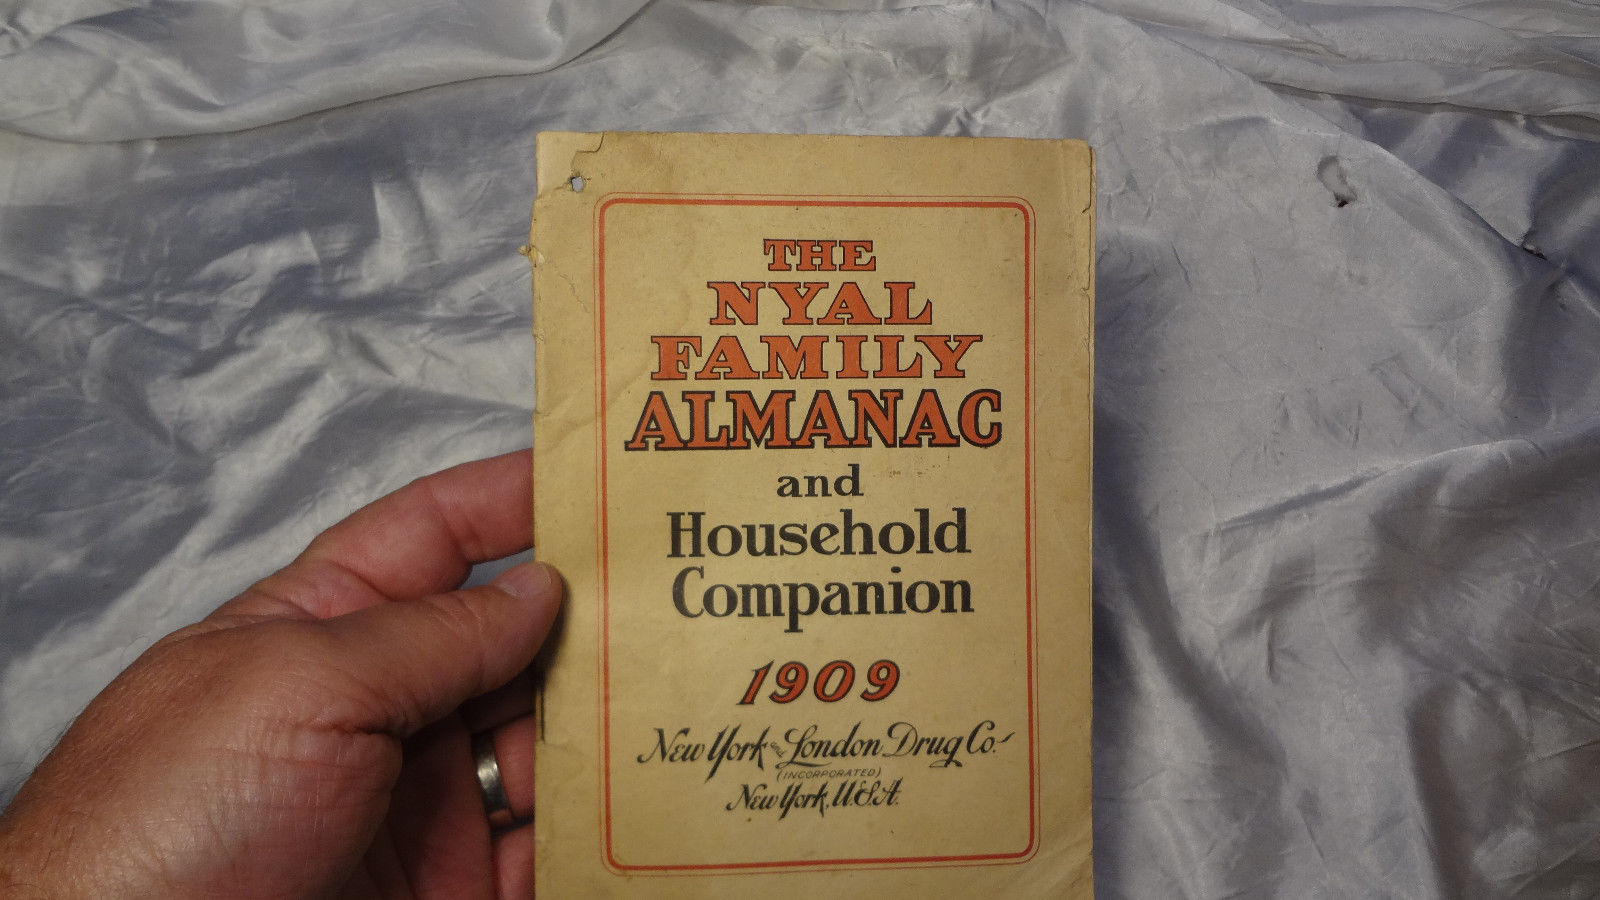 THE
NYAL
FAMILY
ALMANAC
and
Household
Companion
1909
New York and London Drug Co.
(INCORPORATED)
New York, U.S.A.